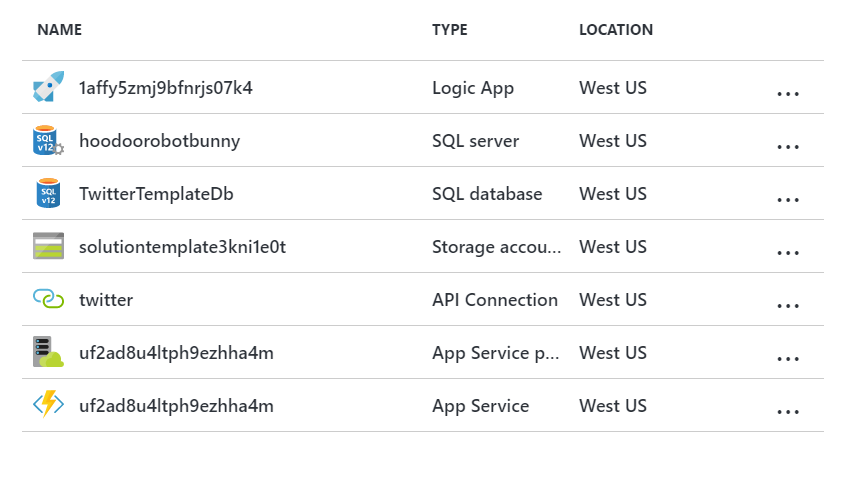 NAME TYPE LOCATION
1affy5zmj9bfnrjs07k4 Logic App West US ...
SQL v12 hoodoorobotbunny SQL server West US ...
SQL v12 TwitterTemplateDb SQL database West US ...
solutiontemplate3kni1e0t Storage accou... West US ...
twitter API Connection West US ...
uf2ad8u4ltph9ezhha4m App Service p... West US ...
uf2ad8u4ltph9ezhha4m App Service West US ...